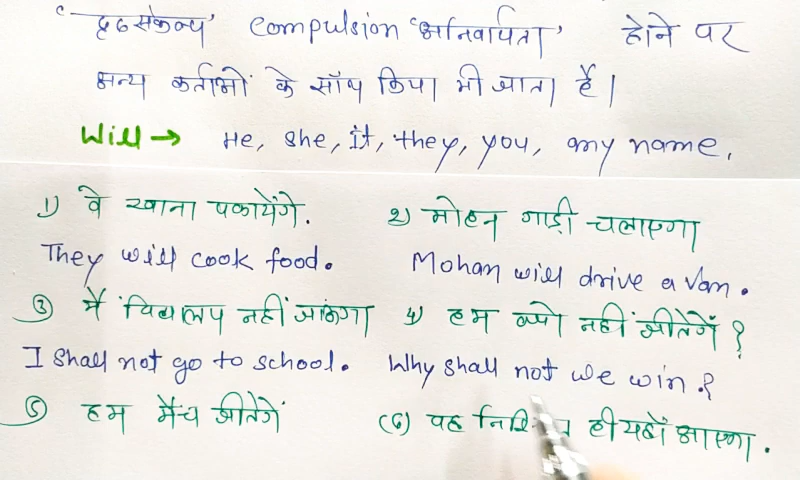 'दृढसंकल्प' compulsion 'अनिवार्यता' होने पर
अन्य कर्ताओं के साथ किया भी जाता है।
Will → He, she, it, they, you, any name.
1) वे खाना पकायेंगे. 2) मोहन गाड़ी चलाएगा
They will cook food. Mohan will drive a van.
3) मैं विद्यालय नहीं जाऊंगा 4) हम क्यो नहीं जीतेगें ?
I shall not go to school. Why shall not we win ?
5) हम मैच जीतेगें (6) वह ही यहाँ आएगा.